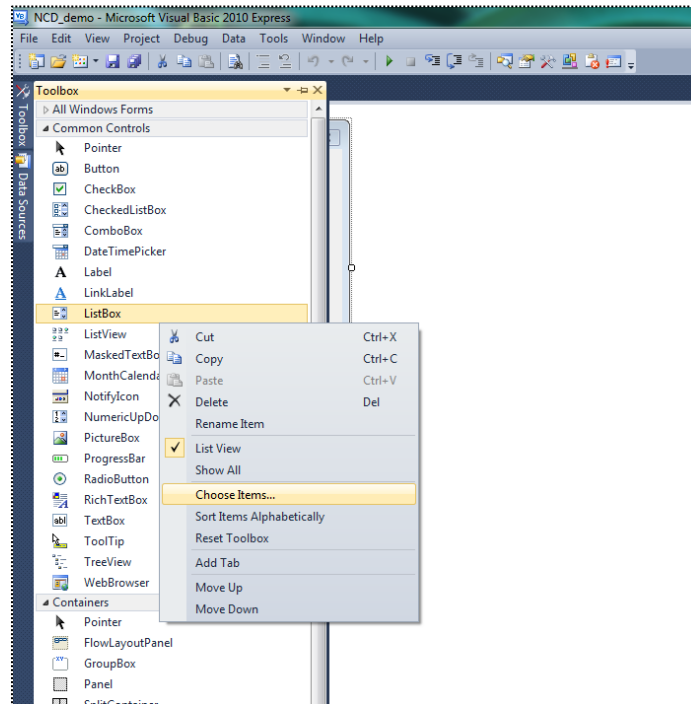 NCD_demo - Microsoft Visual Basic 2010 Express
File Edit View Project Debug Data Tools Window Help
Toolbox
Toolbox
Data Sources
All Windows Forms
Common Controls
Pointer
Button
CheckBox
CheckedListBox
ComboBox
DateTimePicker
Label
LinkLabel
ListBox
ListView
MaskedTextBo
MonthCalenda
NotifyIcon
NumericUpDo
PictureBox
ProgressBar
RadioButton
RichTextBox
TextBox
ToolTip
TreeView
WebBrowser
Containers
Pointer
FlowLayoutPanel
GroupBox
Panel
SplitContainer
Cut Ctrl+X
Copy Ctrl+C
Paste Ctrl+V
Delete Del
Rename Item
List View
Show All
Choose Items...
Sort Items Alphabetically
Reset Toolbox
Add Tab
Move Up
Move Down